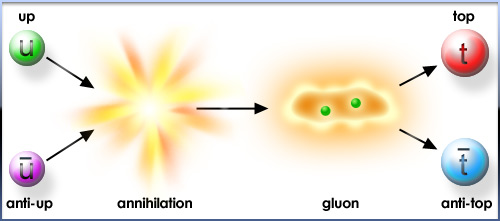 up
top
u
t
ū
t̄
anti-up
annihilation
gluon
anti-top